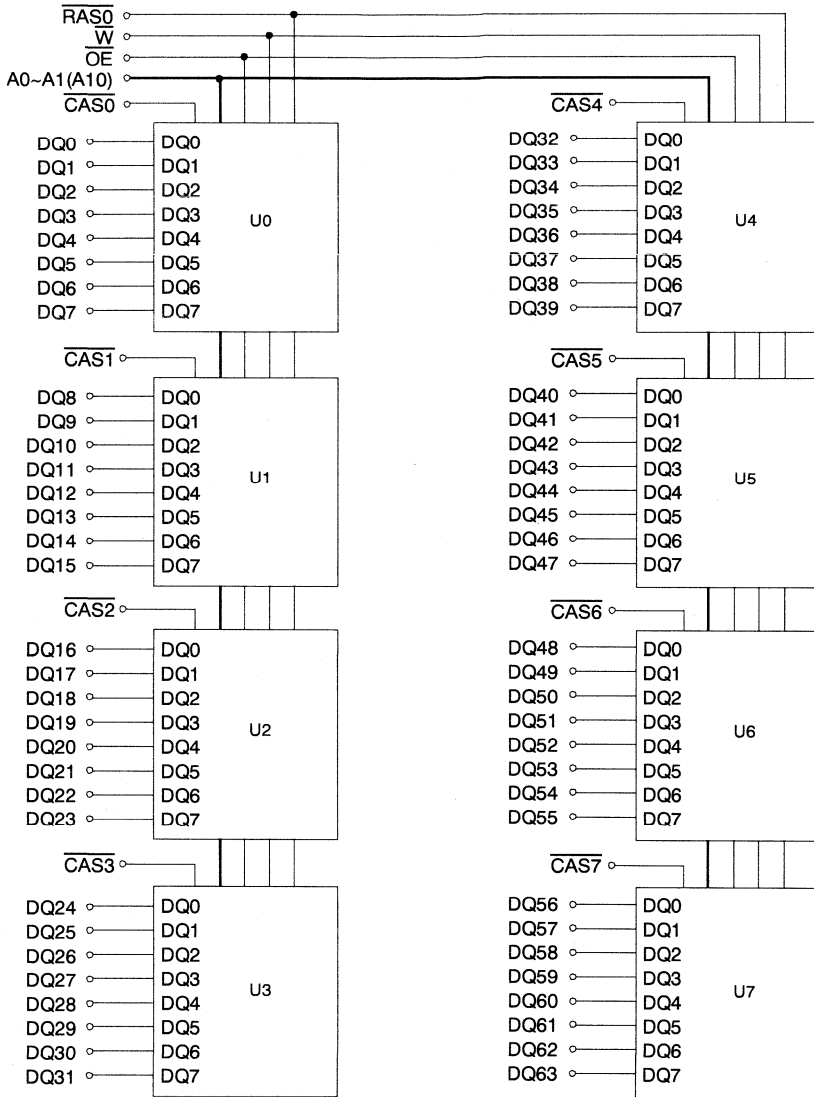 RAS0
W
OE
A0~A1(A10)
CAS0
DQ0 DQ0
DQ1 DQ1
DQ2 DQ2
DQ3 DQ3
DQ4 DQ4
DQ5 DQ5
DQ6 DQ6
DQ7 DQ7
U0
CAS1
DQ8 DQ0
DQ9 DQ1
DQ10 DQ2
DQ11 DQ3
DQ12 DQ4
DQ13 DQ5
DQ14 DQ6
DQ15 DQ7
U1
CAS2
DQ16 DQ0
DQ17 DQ1
DQ18 DQ2
DQ19 DQ3
DQ20 DQ4
DQ21 DQ5
DQ22 DQ6
DQ23 DQ7
U2
CAS3
DQ24 DQ0
DQ25 DQ1
DQ26 DQ2
DQ27 DQ3
DQ28 DQ4
DQ29 DQ5
DQ30 DQ6
DQ31 DQ7
U3
CAS4
DQ32 DQ0
DQ33 DQ1
DQ34 DQ2
DQ35 DQ3
DQ36 DQ4
DQ37 DQ5
DQ38 DQ6
DQ39 DQ7
U4
CAS5
DQ40 DQ0
DQ41 DQ1
DQ42 DQ2
DQ43 DQ3
DQ44 DQ4
DQ45 DQ5
DQ46 DQ6
DQ47 DQ7
U5
CAS6
DQ48 DQ0
DQ49 DQ1
DQ50 DQ2
DQ51 DQ3
DQ52 DQ4
DQ53 DQ5
DQ54 DQ6
DQ55 DQ7
U6
CAS7
DQ56 DQ0
DQ57 DQ1
DQ58 DQ2
DQ59 DQ3
DQ60 DQ4
DQ61 DQ5
DQ62 DQ6
DQ63 DQ7
U7